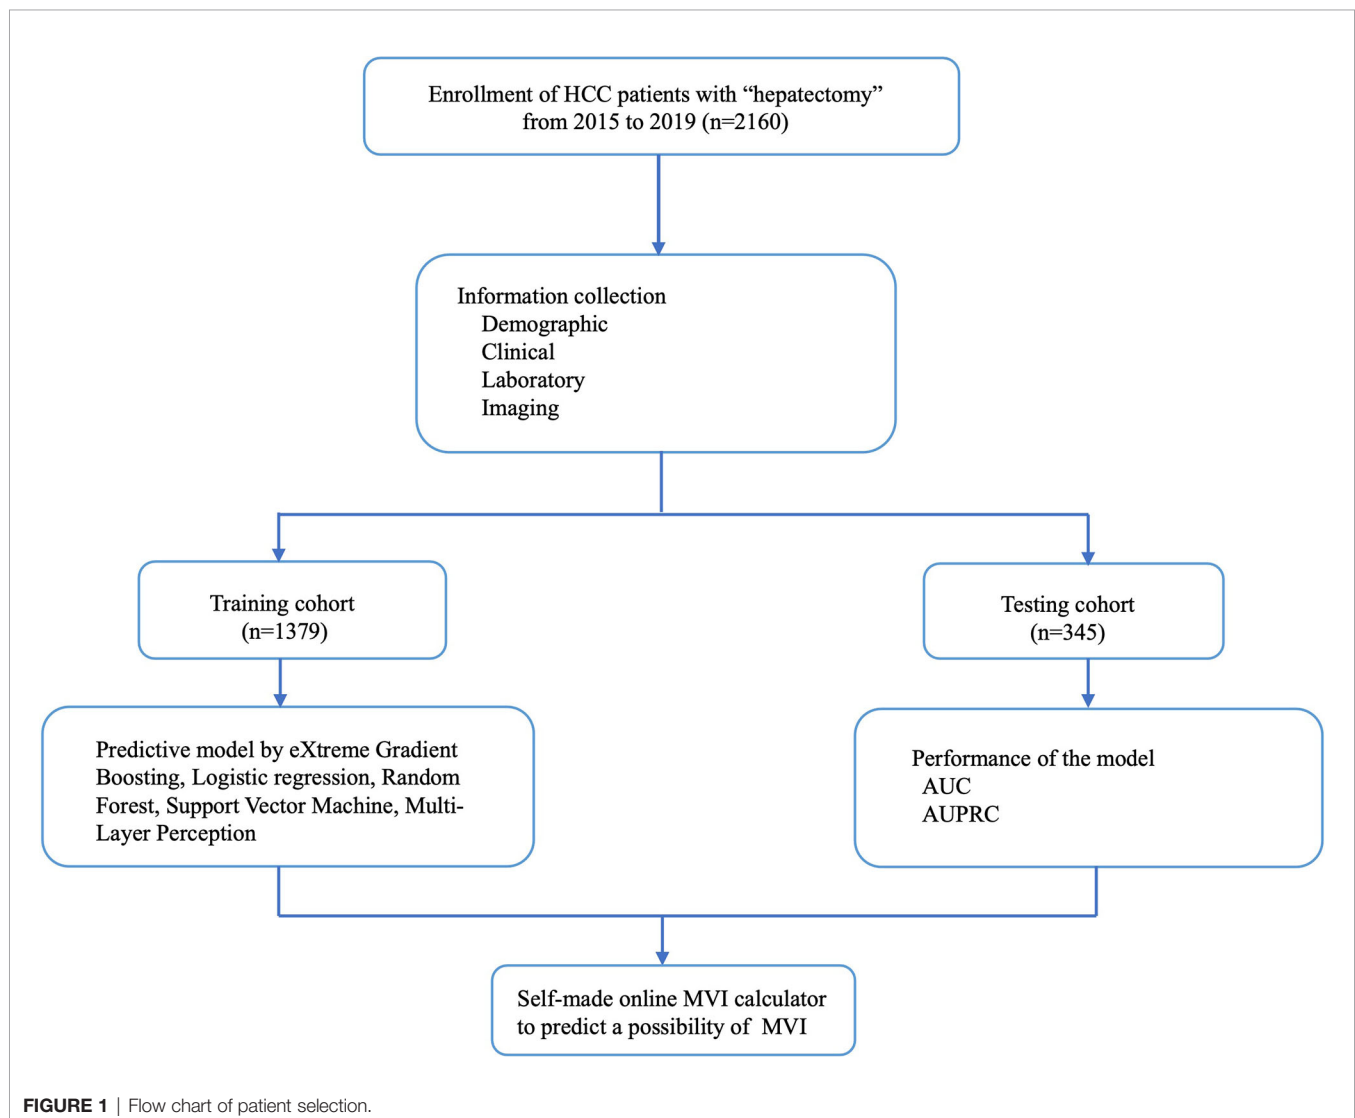 Enrollment of HCC patients with “hepatectomy”
from 2015 to 2019 (n=2160)
Information collection
Demographic
Clinical
Laboratory
Imaging
Training cohort
(n=1379)
Testing cohort
(n=345)
Predictive model by eXtreme Gradient
Boosting, Logistic regression, Random
Forest, Support Vector Machine, Multi-
Layer Perception
Performance of the model
AUC
AUPRC
Self-made online MVI calculator
to predict a possibility of MVI
FIGURE 1 | Flow chart of patient selection.